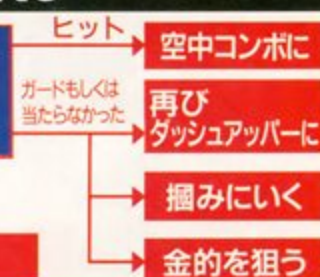 ヒット
空中コンボに
ガードもしくは
当たらなかった
再び
ダッシュアッパーに
掴みにいく
金的を狙う